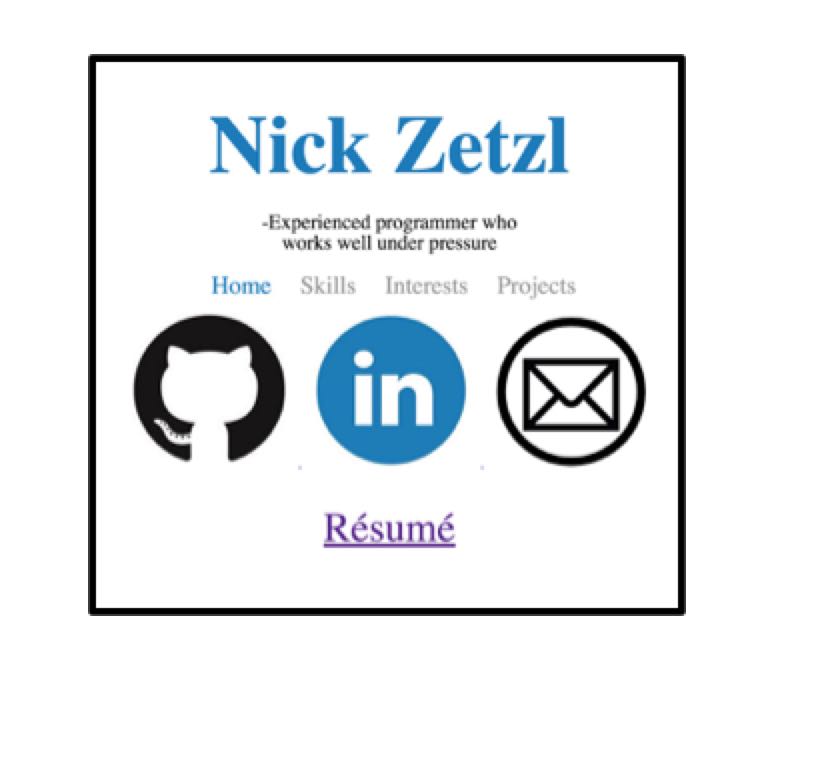 Nick Zetzl
-Experienced programmer who
works well under pressure
Home Skills Interests Projects
in
Résumé